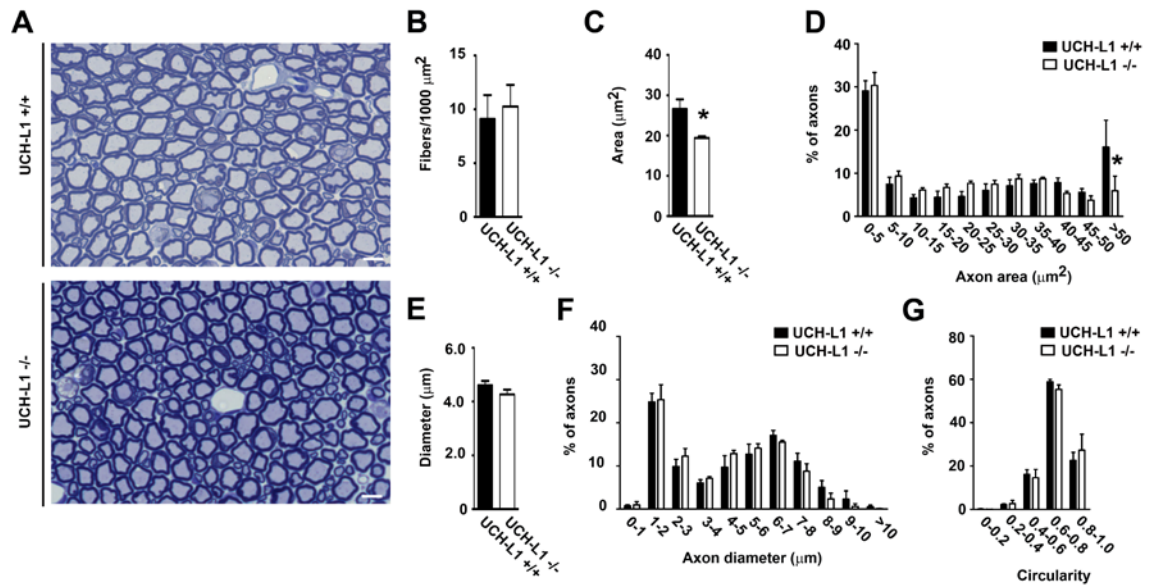 A
UCH-L1 +/+
UCH-L1 -/-
B
Fibers/1000 μm2
15
10
5
0
UCH-L1 +/+
UCH-L1 -/-
C
Area (μm2)
40
30
20
10
0
*
UCH-L1 +/+
UCH-L1 -/-
D
UCH-L1 +/+
UCH-L1 -/-
% of axons
40
30
20
10
0
*
0-5
5-10
10-15
15-20
20-25
25-30
30-35
35-40
40-45
45-50
>50
Axon area (μm2)
E
Diameter (μm)
6.0
4.0
2.0
0
UCH-L1 +/+
UCH-L1 -/-
F
UCH-L1 +/+
UCH-L1 -/-
% of axons
40
30
20
10
0
0-1
1-2
2-3
3-4
4-5
5-6
6-7
7-8
8-9
9-10
>10
Axon diameter (μm)
G
UCH-L1 +/+
UCH-L1 -/-
% of axons
80
60
40
20
0
0-0.2
0.2-0.4
0.4-0.6
0.6-0.8
0.8-1.0
Circularity